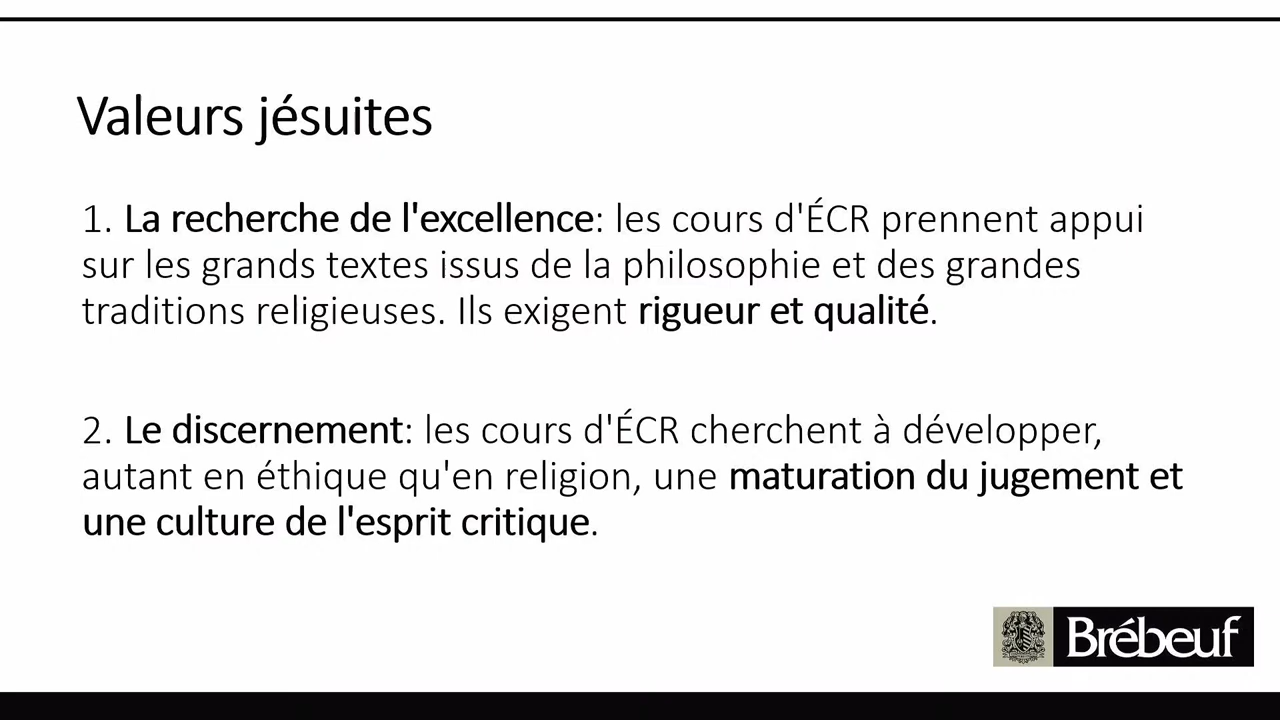 Valeurs jésuites
1. La recherche de l'excellence: les cours d'ÉCR prennent appui
sur les grands textes issus de la philosophie et des grandes
traditions religieuses. Ils exigent rigueur et qualité.
2. Le discernement: les cours d'ÉCR cherchent à développer,
autant en éthique qu'en religion, une maturation du jugement et
une culture de l'esprit critique.
Brébeuf